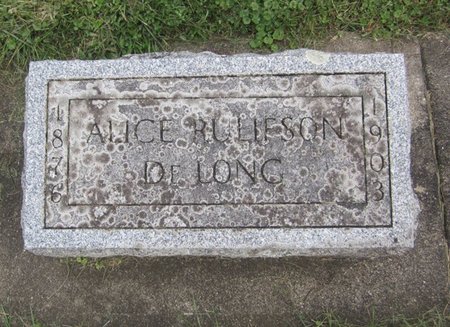 1876
ALICE RULIFSON
DE LONG
1903